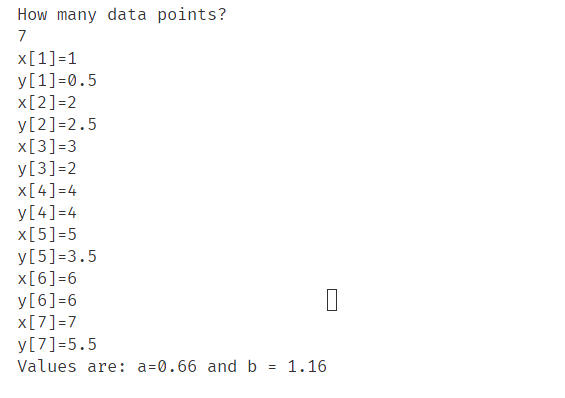 How many data points?
7
x[1]=1
y[1]=0.5
x[2]=2
y[2]=2.5
x[3]=3
y[3]=2
x[4]=4
y[4]=4
x[5]=5
y[5]=3.5
x[6]=6
y[6]=6
x[7]=7
y[7]=5.5
Values are: a=0.66 and b = 1.16